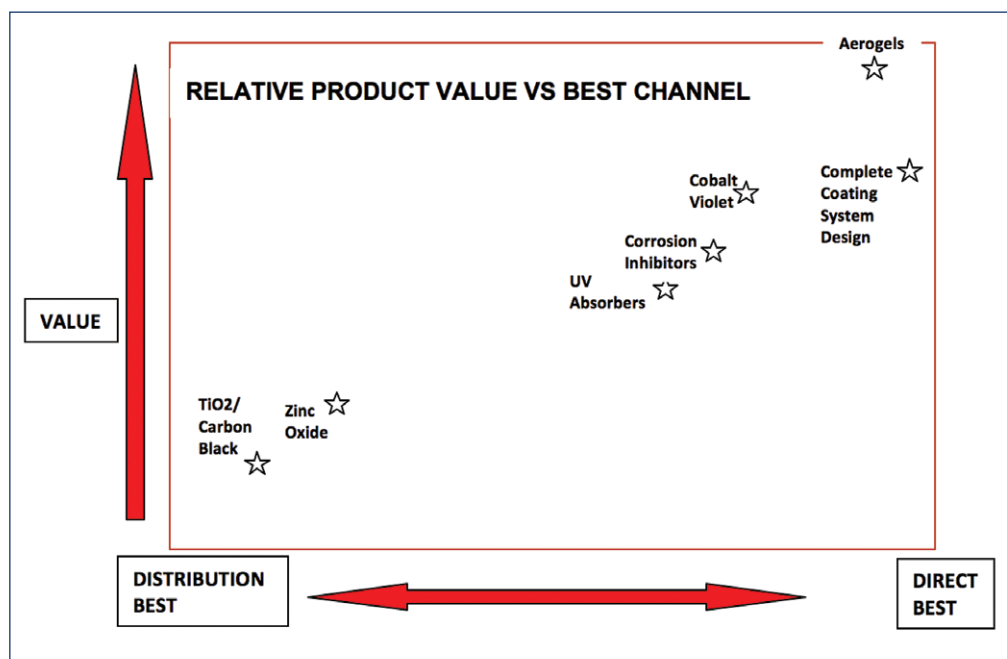 Aerogels
RELATIVE PRODUCT VALUE VS BEST CHANNEL
Cobalt
Violet
Complete
Coating
System
Design
Corrosion
Inhibitors
UV
Absorbers
VALUE
TiO2/
Carbon
Black
Zinc
Oxide
DISTRIBUTION
BEST
DIRECT
BEST